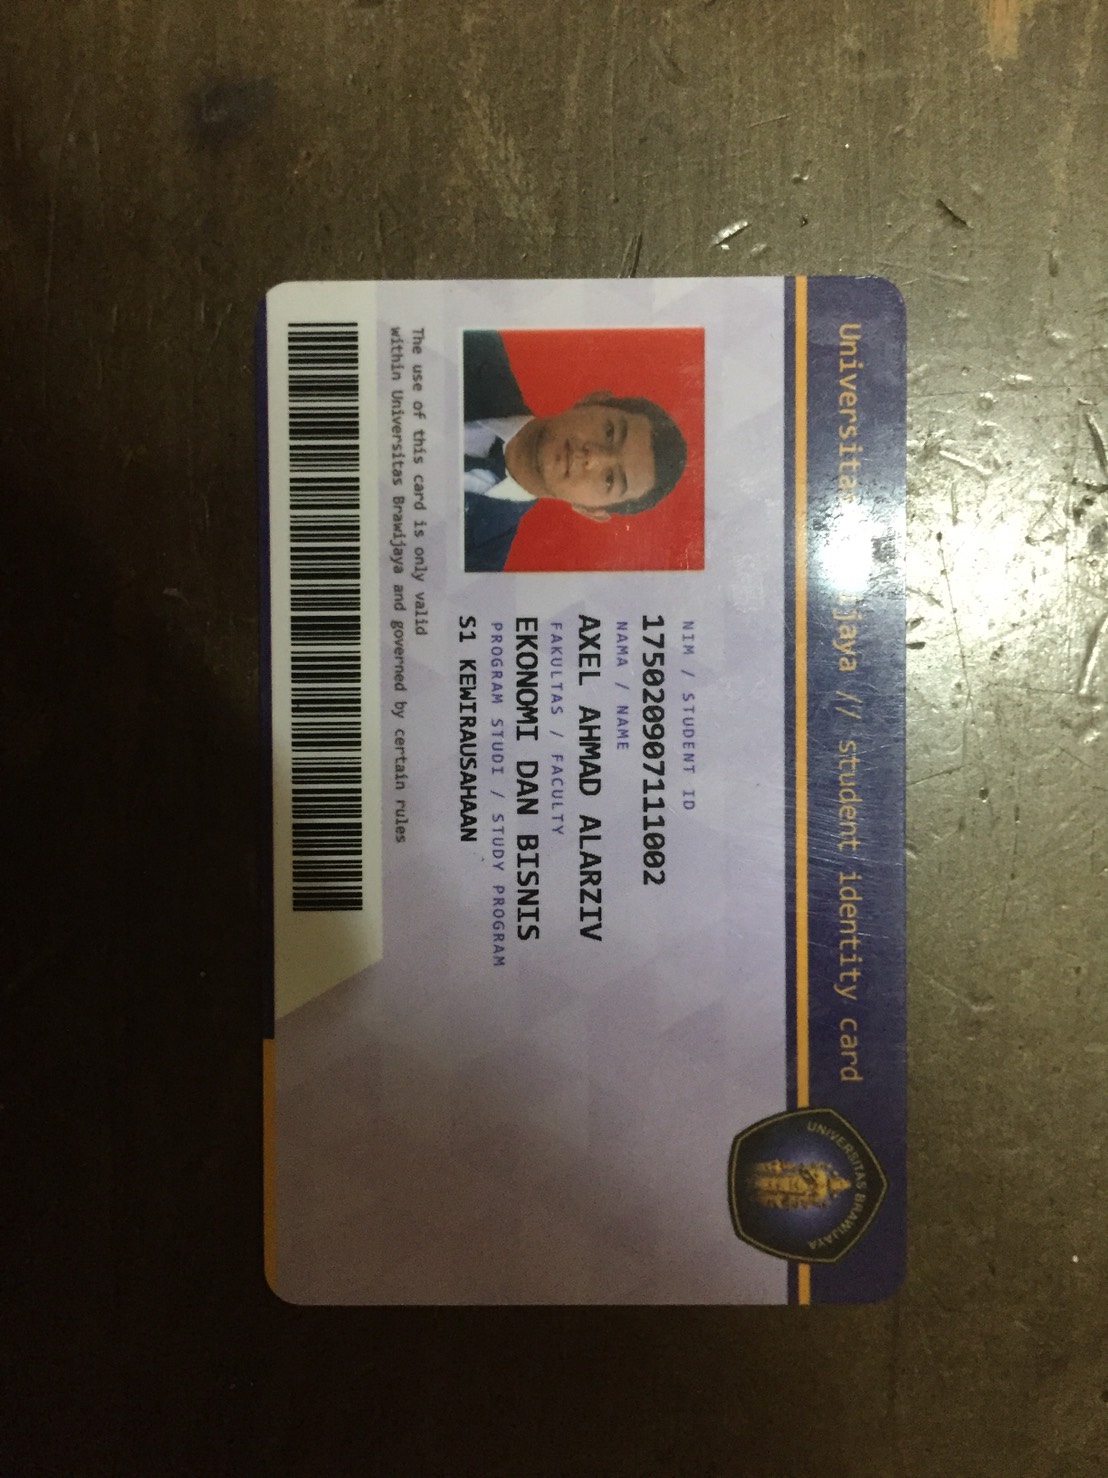 Universitas jaya // student identity card
UNIVERSITAS BRAWIJAYA
NIM / STUDENT ID
175020907111002
NAMA / NAME
AXEL AHMAD ALARZIV
FAKULTAS / FACULTY
EKONOMI DAN BISNIS
PROGRAM STUDI / STUDY PROGRAM
S1 KEWIRAUSAHAAN
The use of this card is only valid
within Universitas Brawijaya and governed by certain rules